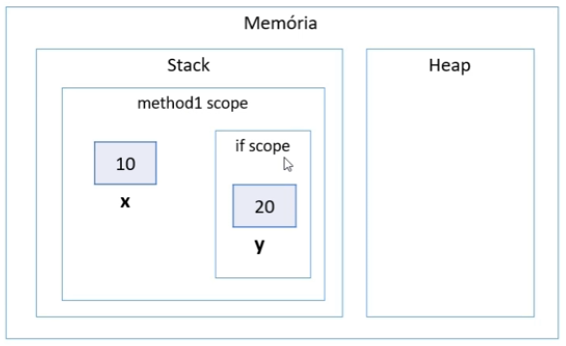 Memória
Stack
Heap
method1 scope
if scope
10
x
20
y